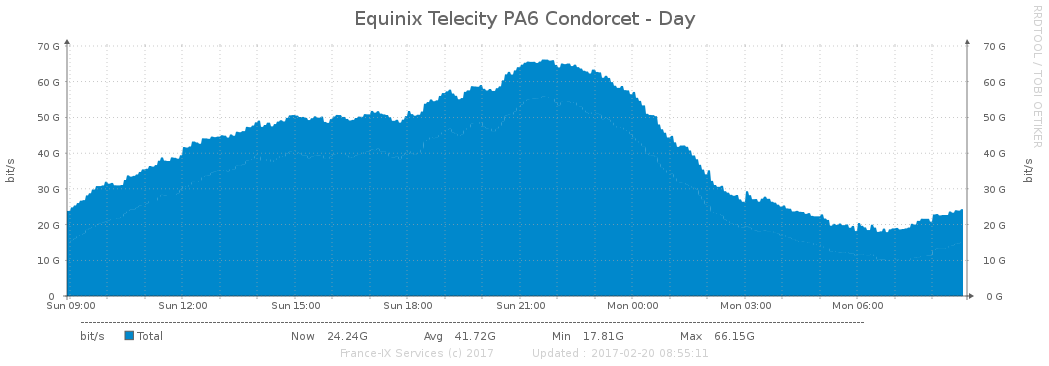 Equinix Telecity PA6 Condorcet - Day
RRDTOOL / TOBI OETIKER
70 G 70 G
60 G 60 G
50 G 50 G
40 G 40 G
30 G 30 G
20 G 20 G
10 G 10 G
0 0 G
bit/s bit/s
Sun 09:00 Sun 12:00 Sun 15:00 Sun 18:00 Sun 21:00 Mon 00:00 Mon 03:00 Mon 06:00
bit/s Total Now 24.24G Avg 41.72G Min 17.81G Max 66.15G
France-IX Services (c) 2017 Updated : 2017-02-20 08:55:11